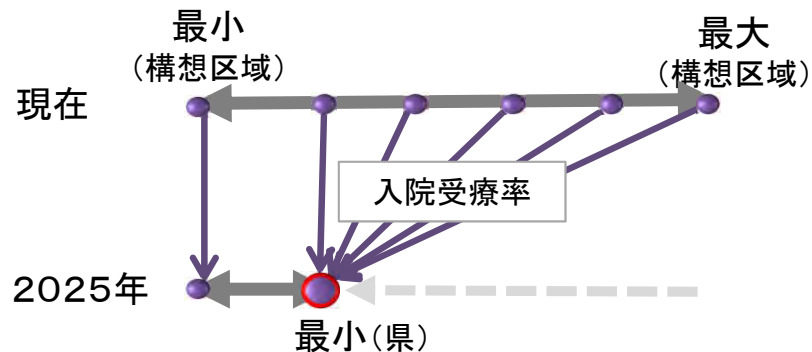 最小
（構想区域）
最大
（構想区域）
現在
入院受療率
２０２５年
最小（県）